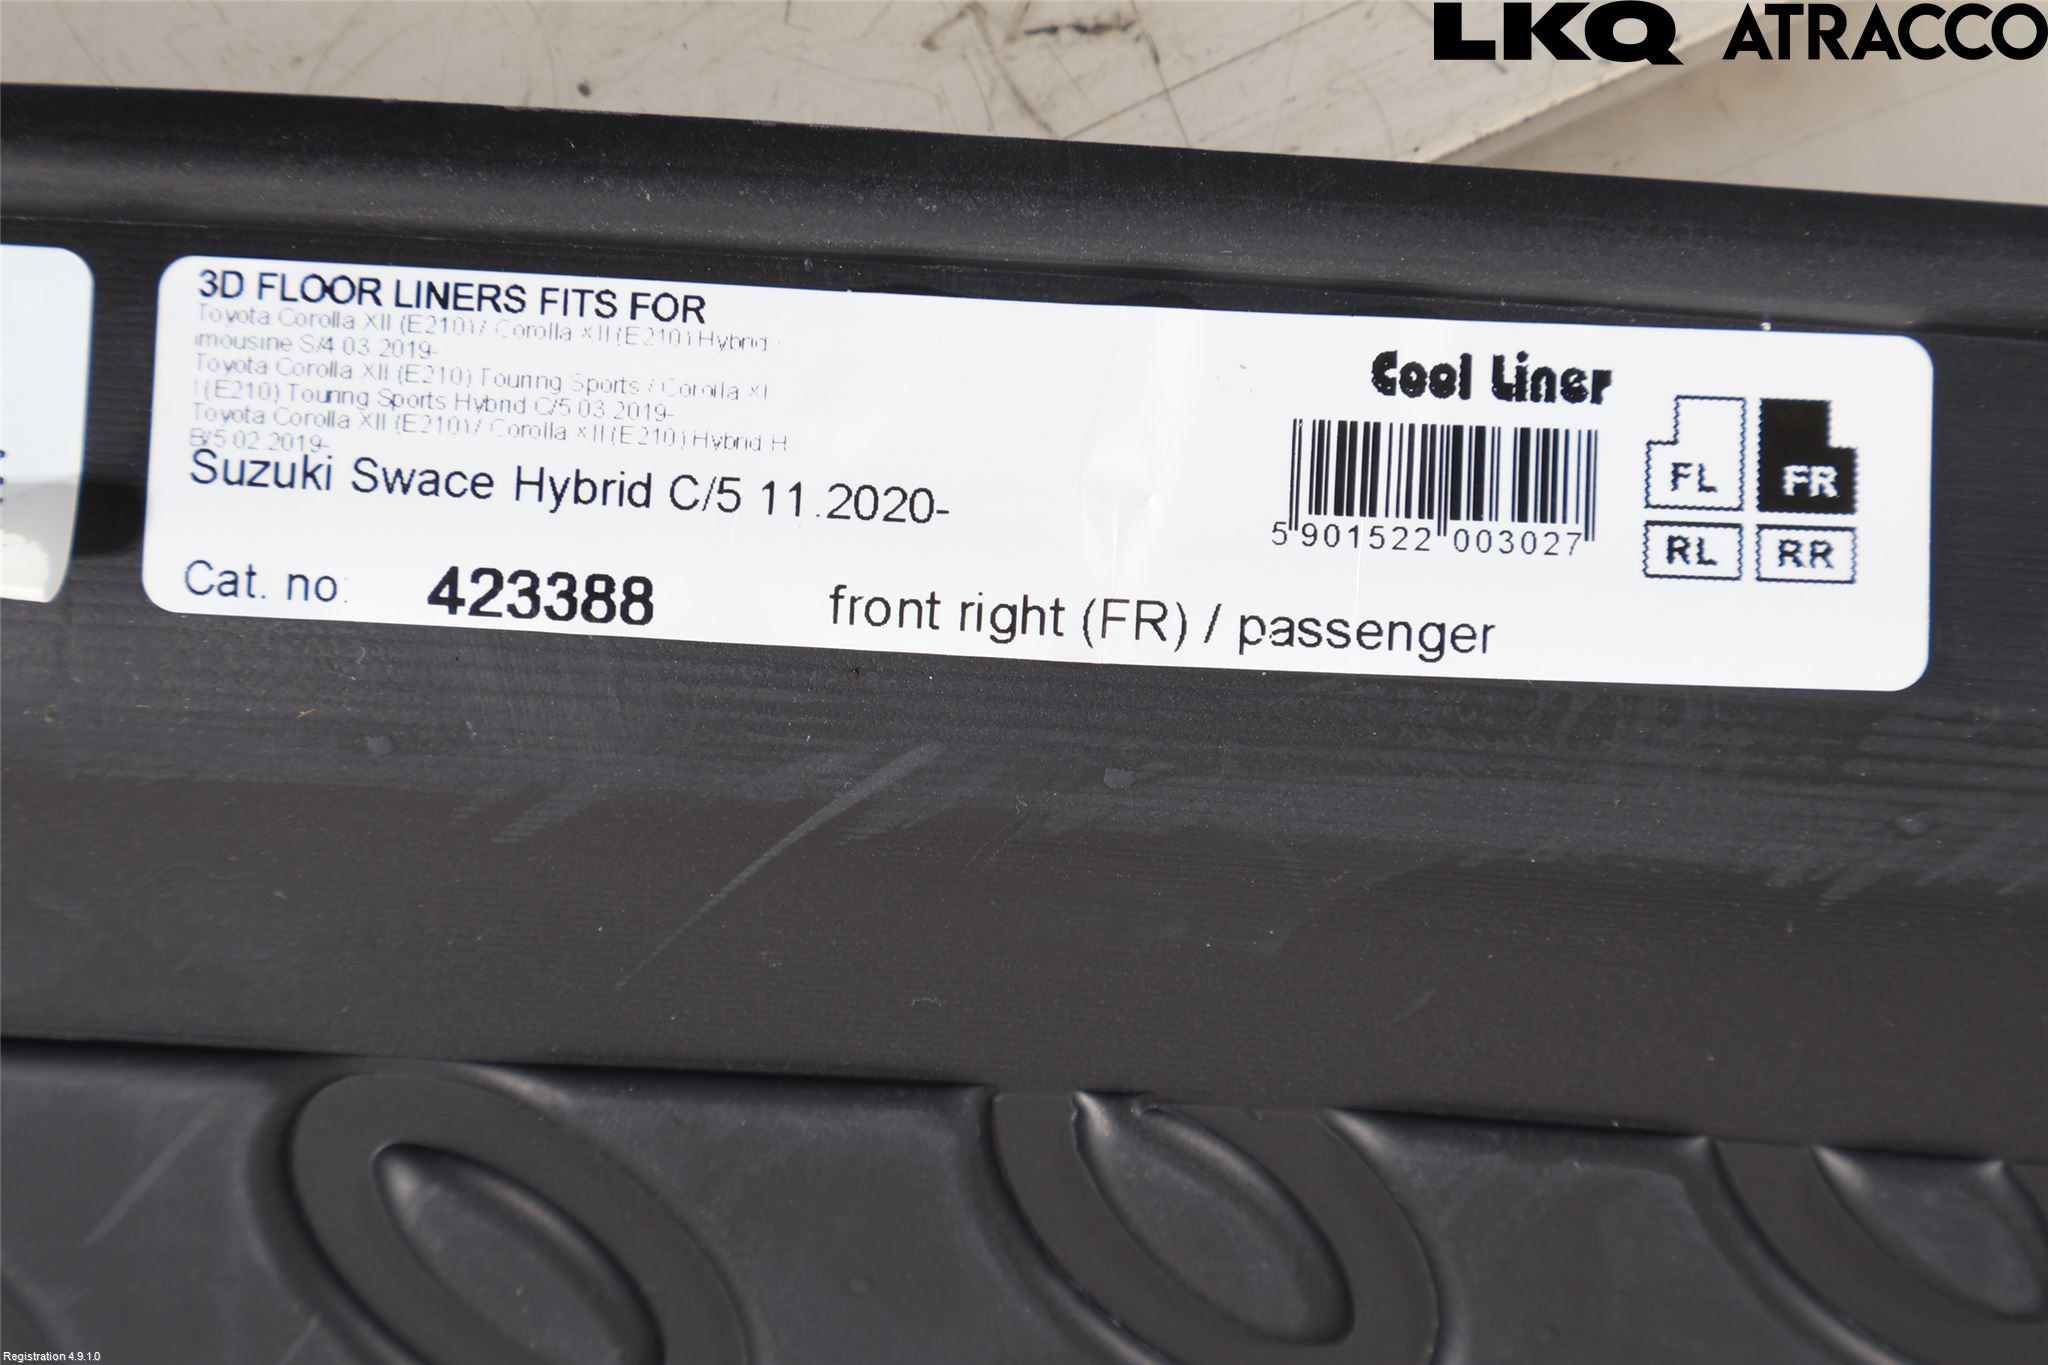 LKQ ATRACCO
3D FLOOR LINERS FITS FOR
Toyota Corolla XII (E210) / Corolla XII (E210) Hybrid
imousine S/4 03.2019-
Toyota Corolla XII (E210) Touring Sports / Corolla XI
I (E210) Touring Sports Hybrid C/5 03.2019-
Toyota Corolla XII (E210) / Corolla XII (E210) Hybrid H
B/5 02.2019-
Suzuki Swace Hybrid C/5 11.2020-
Cat. no: 423388
front right (FR) / passenger
Cool Liner
5 901522 003027
FL FR
RL RR
Registration 4.9.1.0